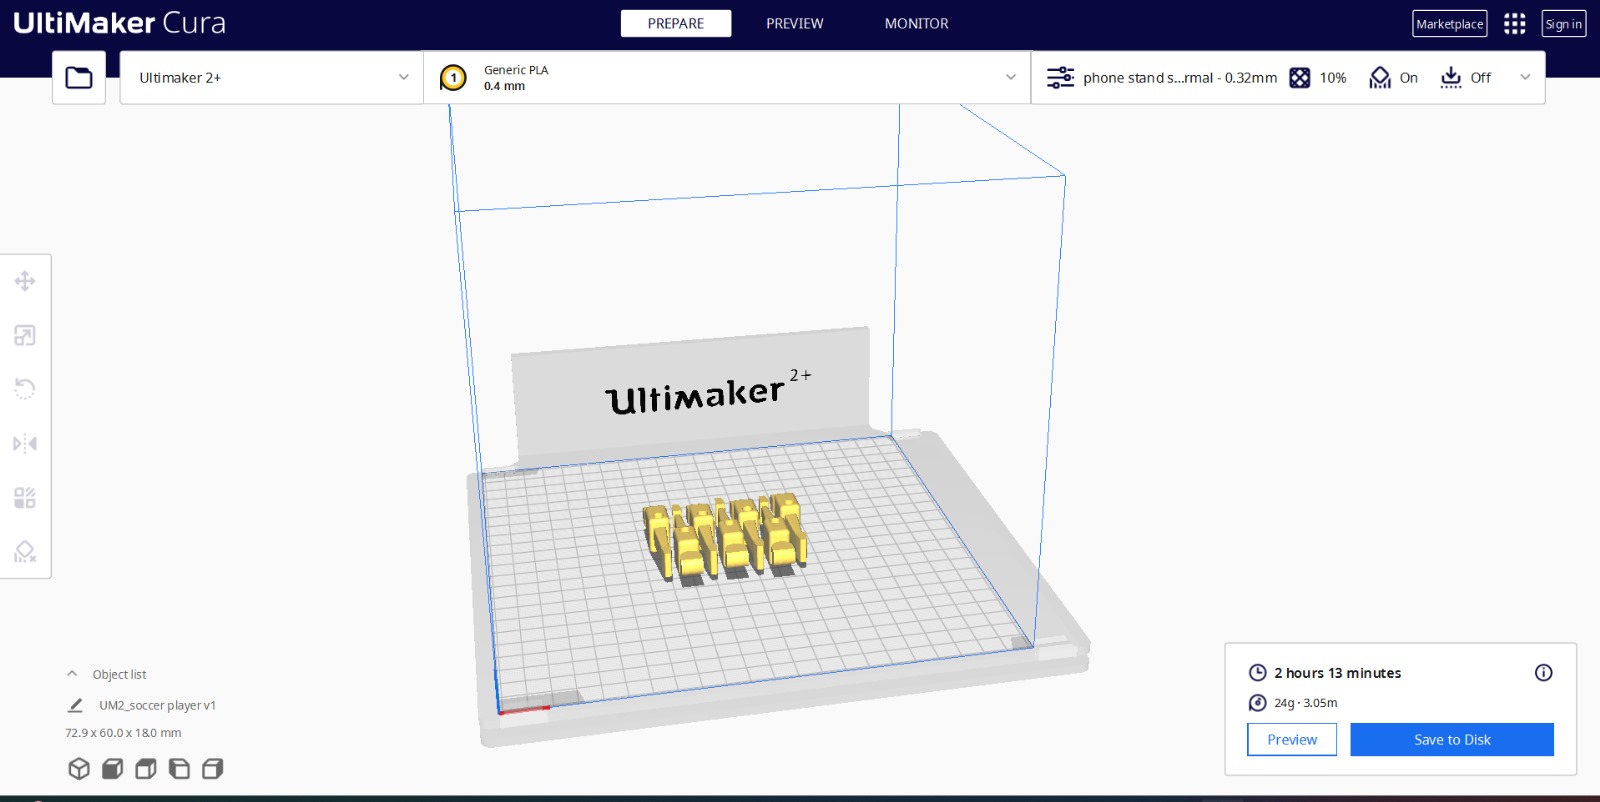 UltiMaker Cura
PREPARE
PREVIEW
MONITOR
Marketplace
Sign in
Ultimaker 2+
1
Generic PLA
0.4 mm
phone stand s...rmal - 0.32mm
10%
On
Off
Ultimaker 2+
Object list
UM2_soccer player v1
72.9 x 60.0 x 18.0 mm
2 hours 13 minutes
24g · 3.05m
Preview
Save to Disk